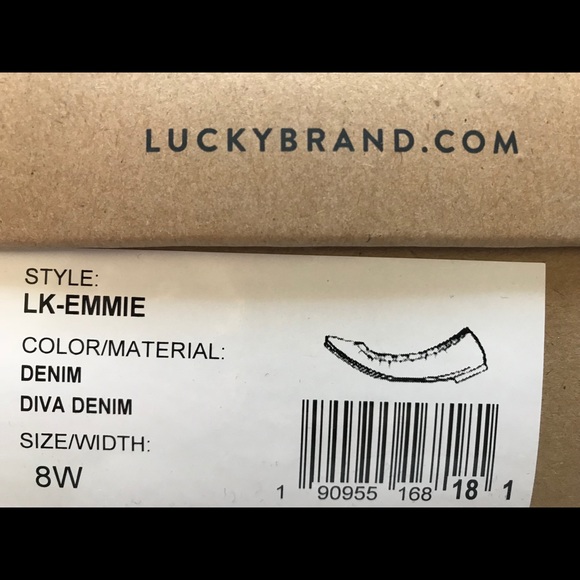 LUCKYBRAND.COM
STYLE:
LK-EMMIE
COLOR/MATERIAL:
DENIM
DIVA DENIM
SIZE/WIDTH:
8W
1 90955 168 18 1